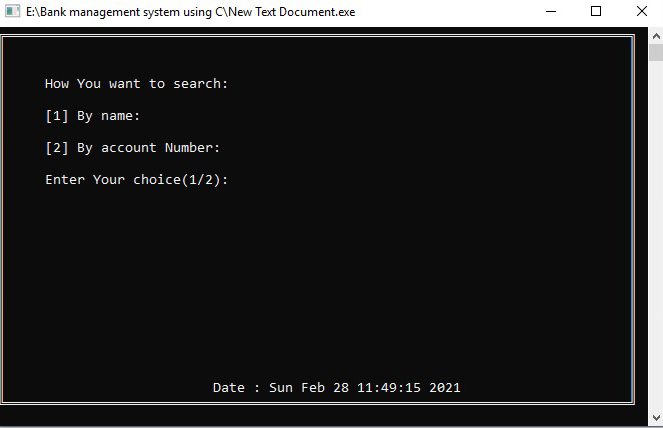 E:\Bank management system using C\New Text Document.exe
How You want to search:
[1] By name:
[2] By account Number:
Enter Your choice(1/2):
Date : Sun Feb 28 11:49:15 2021